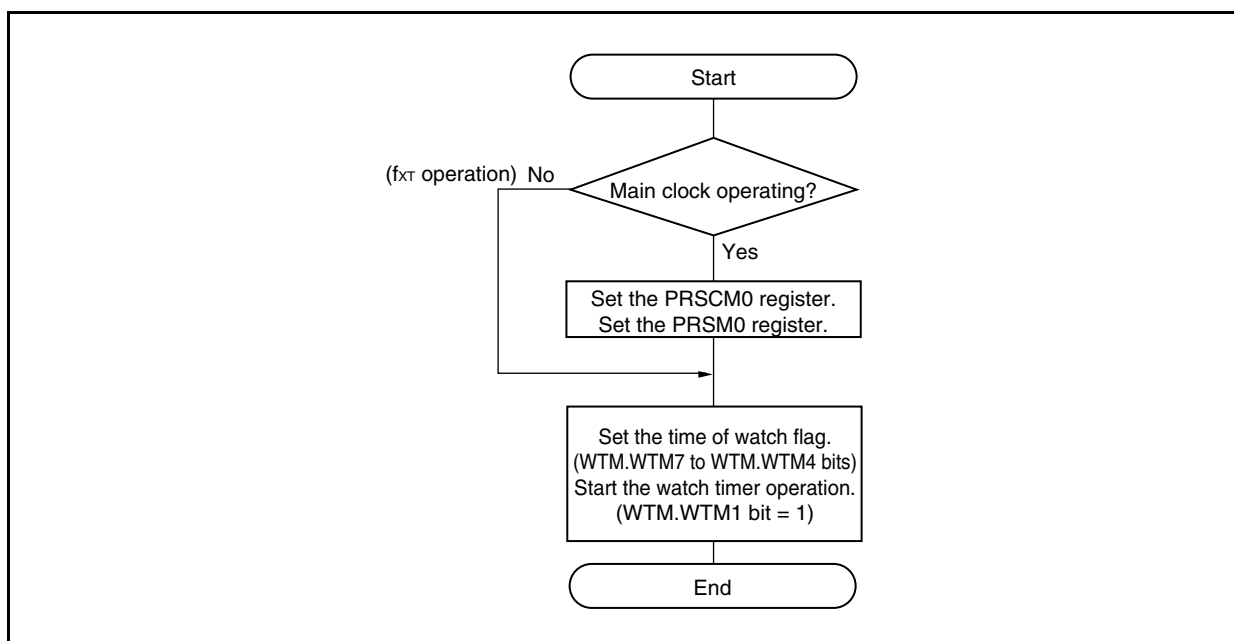 Start
(fXT operation) No
Main clock operating?
Yes
Set the PRSCM0 register.
Set the PRSM0 register.
Set the time of watch flag.
(WTM.WTM7 to WTM.WTM4 bits)
Start the watch timer operation.
(WTM.WTM1 bit = 1)
End